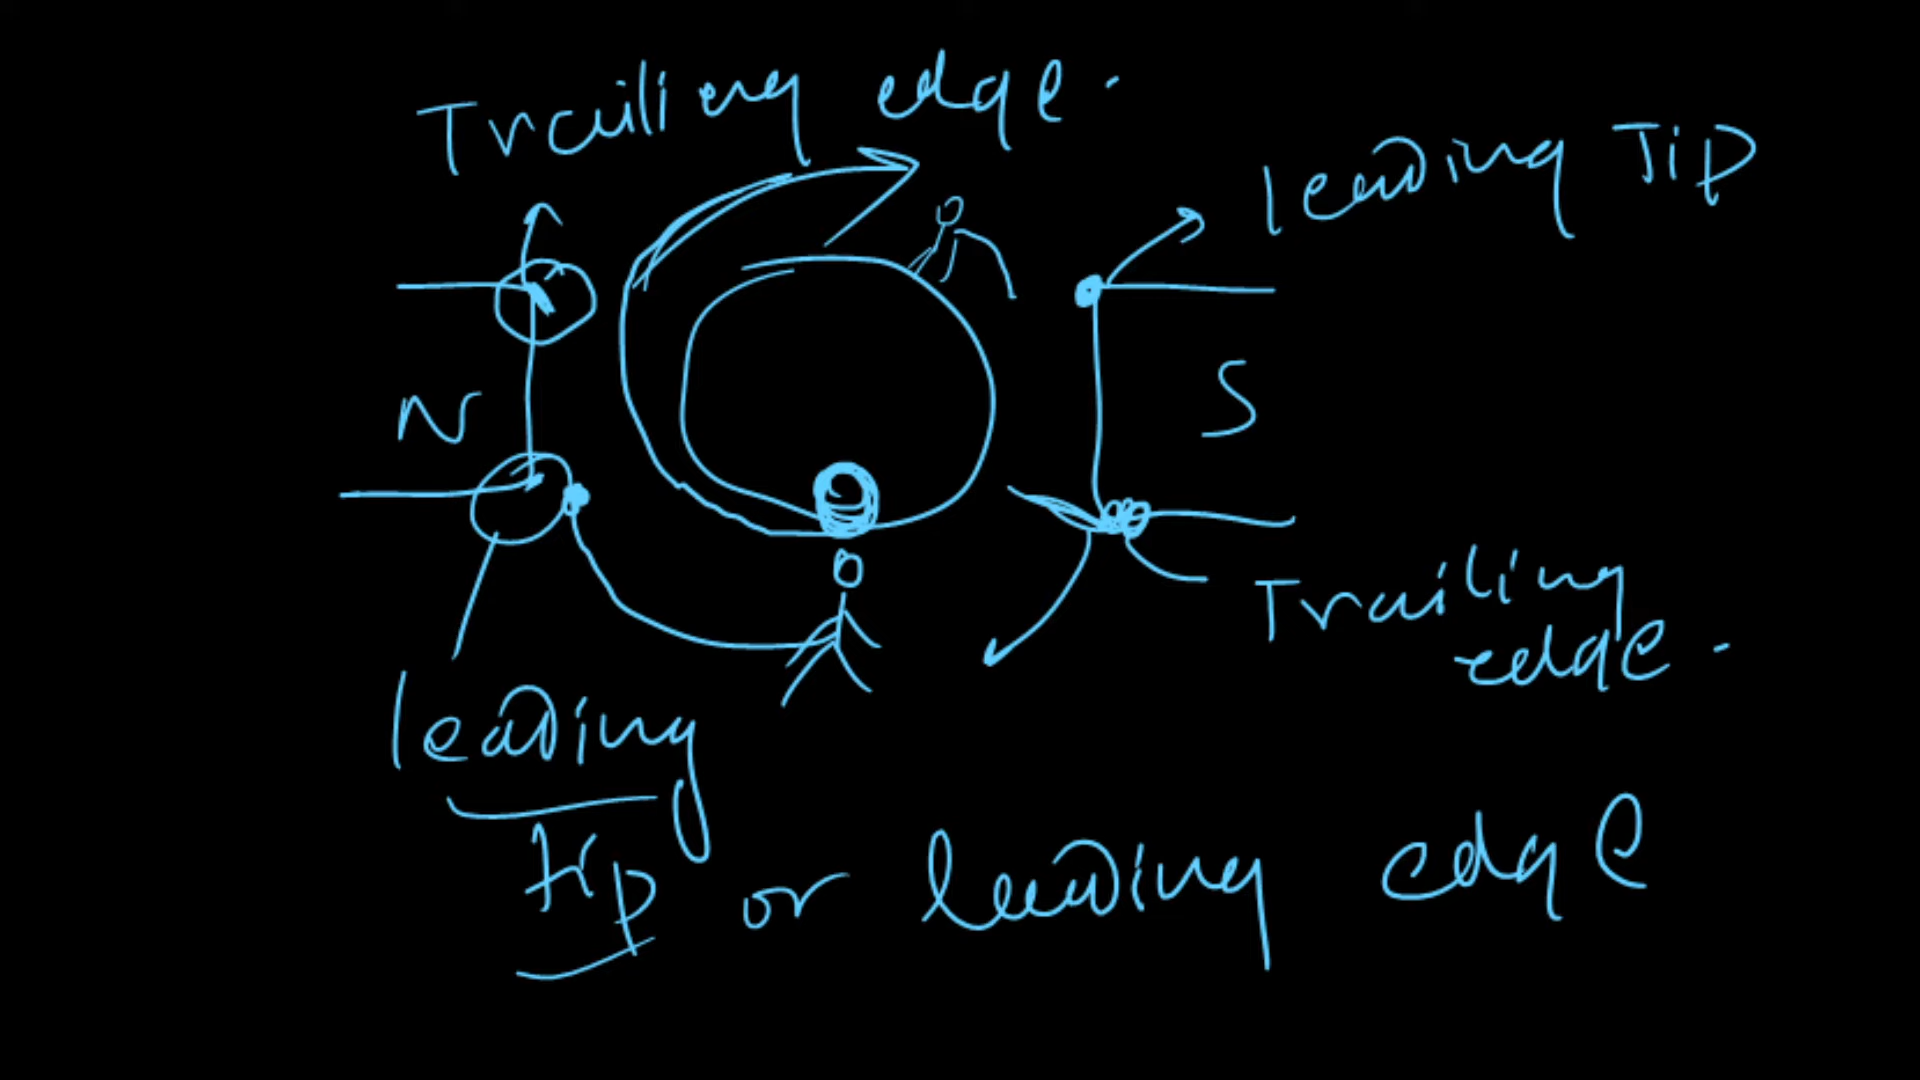 Trailing edge.
leading Tip
N
S
Trailing
edge.
leading
tip or leading edge